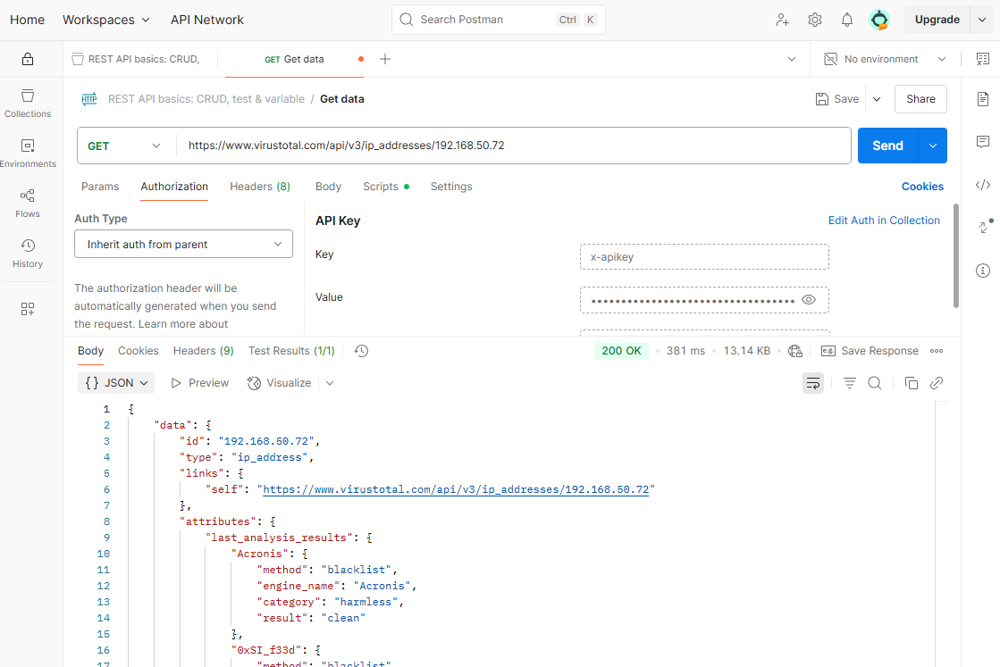 Home Workspaces API Network Search Postman Ctrl K Upgrade
REST API basics: CRUD, GET Get data No environment
HTTP REST API basics: CRUD, test & variable / Get data Save Share
GET https://www.virustotal.com/api/v3/ip_addresses/192.168.50.72 Send
Params Authorization Headers (8) Body Scripts Settings Cookies
Auth Type
Inherit auth from parent
The authorization header will be
automatically generated when you send
the request. Learn more about
API Key Edit Auth in Collection
Key x-apikey
Value
Collections
Environments
Flows
History
Body Cookies Headers (9) Test Results (1/1) 200 OK 381 ms 13.14 KB e.g. Save Response
{} JSON Preview Visualize
1 {
2 "data": {
3 "id": "192.168.50.72",
4 "type": "ip_address",
5 "links": {
6 "self": "https://www.virustotal.com/api/v3/ip_addresses/192.168.50.72"
7 },
8 "attributes": {
9 "last_analysis_results": {
10 "Acronis": {
11 "method": "blacklist",
12 "engine_name": "Acronis",
13 "category": "harmless",
14 "result": "clean"
15 },
16 "0xSI_f33d": {
17 "method": "blacklist"